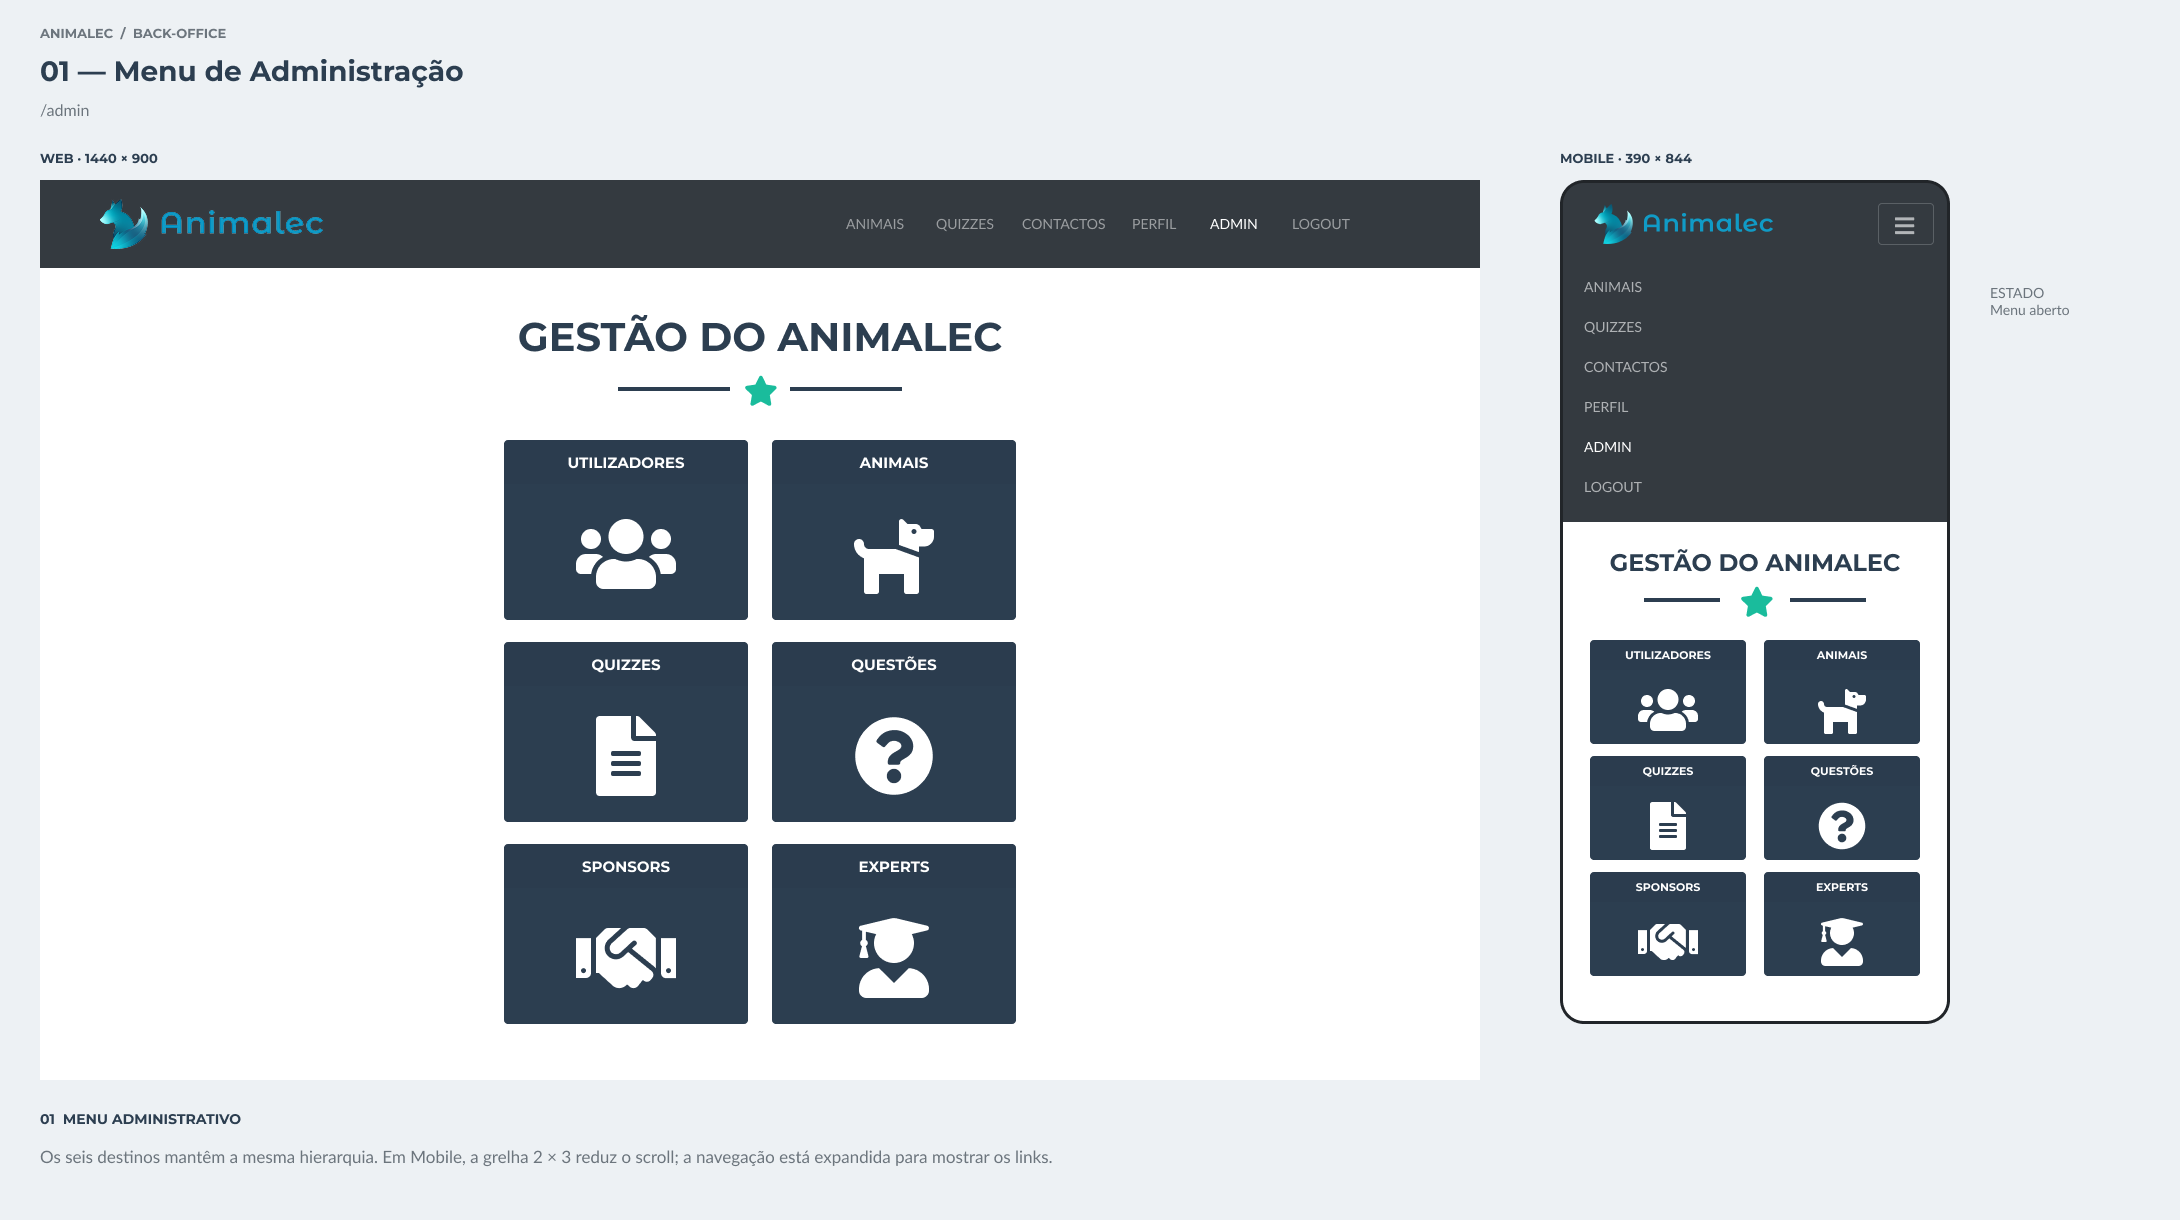 ANIMALEC / BACK-OFFICE
01 — Menu de Administração
/admin
WEB · 1440 × 900
Animalec
ANIMAIS QUIZZES CONTACTOS PERFIL ADMIN LOGOUT
GESTÃO DO ANIMALEC
UTILIZADORES
ANIMAIS
QUIZZES
QUESTÕES
SPONSORS
EXPERTS
MOBILE · 390 × 844
Animalec
ANIMAIS
QUIZZES
CONTACTOS
PERFIL
ADMIN
LOGOUT
GESTÃO DO ANIMALEC
UTILIZADORES
ANIMAIS
QUIZZES
QUESTÕES
SPONSORS
EXPERTS
ESTADO
Menu aberto
01 MENU ADMINISTRATIVO
Os seis destinos mantêm a mesma hierarquia. Em Mobile, a grelha 2 × 3 reduz o scroll; a navegação está expandida para mostrar os links.